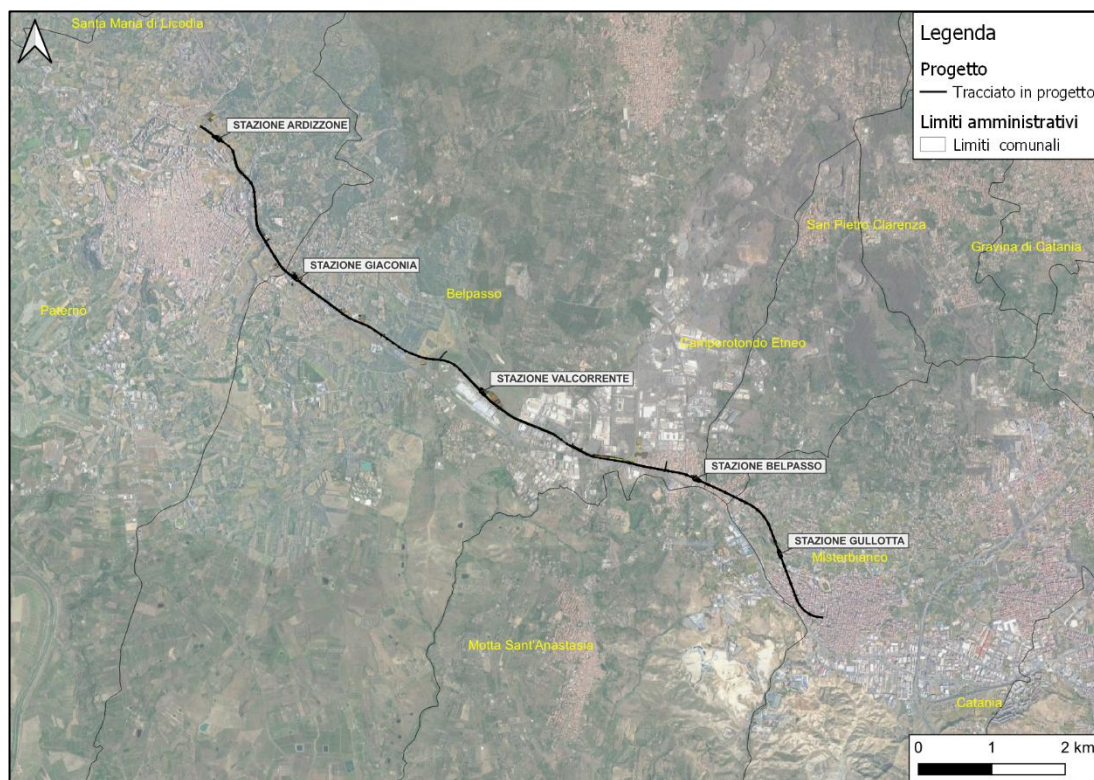 Santa Maria di Licodia
Legenda
Progetto
Tracciato in progetto
Limiti amministrativi
Limiti comunali
STAZIONE ARDIZZONE
San Pietro Clarenza
Gravina di Catania
STAZIONE GIACONIA
Belpasso
Paternò
Camporotondo Etneo
STAZIONE VALCORRENTE
STAZIONE BELPASSO
STAZIONE GULLOTTA
Misterbianco
Motta Sant'Anastasia
Catania
0 1 2 km